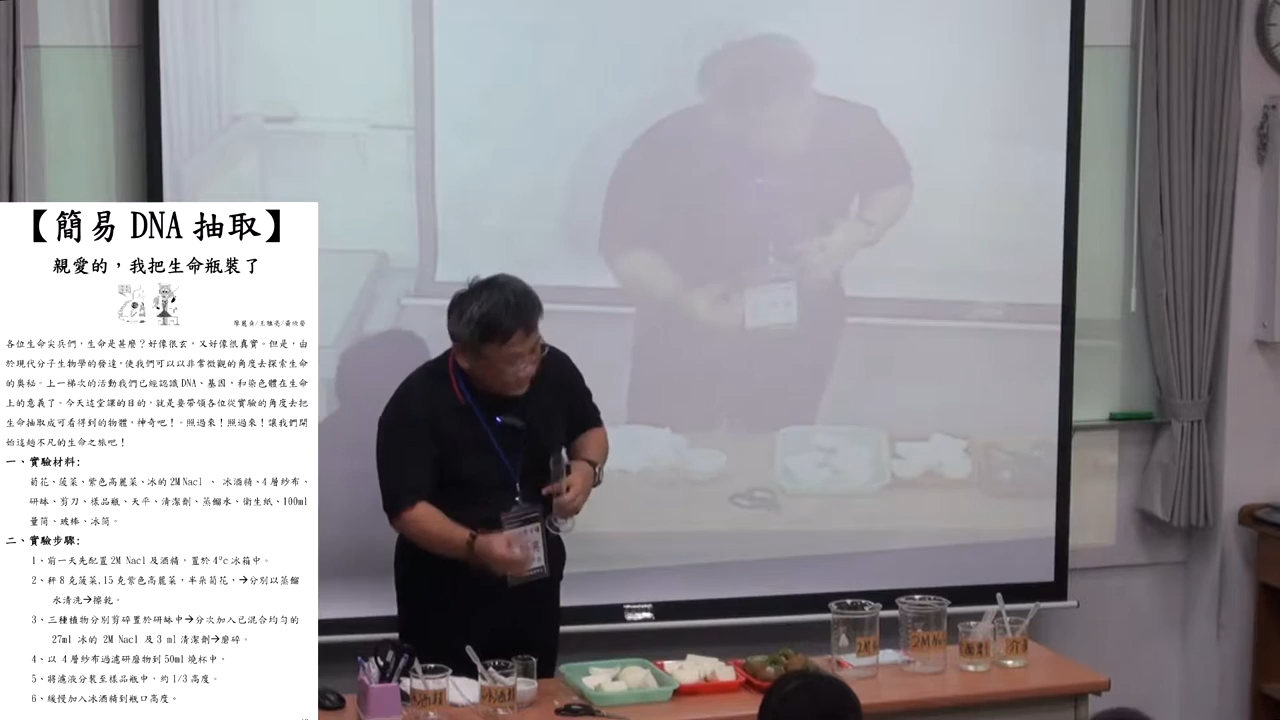 【簡易 DNA 抽取】
親愛的，我把生命瓶裝了
各位生命尖兵們，生命是甚麼？好像很玄，又好像很真實。但是，由
於現代分子生物學的發達，使我們可以以非常微觀的角度去探索生命
的奧秘。上一梯次的活動我們已經認識 DNA、基因，和染色體在生命
上的意義了。今天這堂課的目的，就是要帶領各位從實驗的角度去把
生命抽取成可看得到的物體，神奇吧！。照過來！照過來！讓我們開
始這趟不凡的生命之旅吧！
一、實驗材料：
菊花、菠菜、紫色高麗菜、冰的 2M Nacl 、 冰酒精、4 層紗布、
研缽、剪刀、樣品瓶、天平、清潔劑、蒸餾水、衛生紙、100ml
量筒、玻棒、冰筒。
二、實驗步驟：
1、前一天先配置 2M Nacl 及酒精，置於 4°c 冰箱中。
2、秤 8 克菠菜,15 克紫色高麗菜，半朵菊花，→分別以蒸餾
水清洗→擦乾。
3、三種植物分別剪碎置於研缽中→分次加入已混合均勻的
27ml 冰的 2M Nacl 及 3 ml 清潔劑→磨碎。
4、以 4 層紗布過濾研磨物到 50ml 燒杯中。
5、將濾液分裝至樣品瓶中，約 1/3 高度。
6、緩慢加入冰酒精到瓶口高度。
2M
2M N
冰酒精